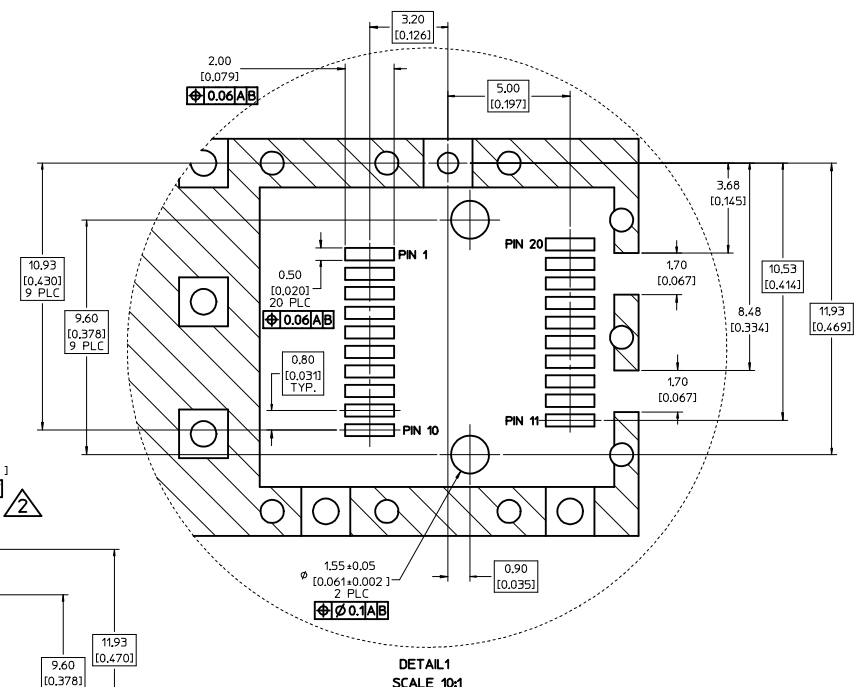 3.20
[0.126]
2.00
[0.079]
⌖ 0.06 A B
5.00
[0.197]
3.68
[0.145]
PIN 1
PIN 20
10.93
[0.430]
9 PLC
0.50
[0.020]
20 PLC
⌖ 0.06 A B
1.70
[0.067]
10.53
[0.414]
9.60
[0.378]
9 PLC
8.48
[0.334]
11.93
[0.469]
0.80
[0.031]
TYP.
1.70
[0.067]
PIN 10
PIN 11
]
2
ø 1.55±0.05
[0.061±0.002 ]
2 PLC
⌖ Ø 0.1 A B
0.90
[0.035]
11.93
[0.470]
9.60
[0.378]
DETAIL1
SCALE 10:1